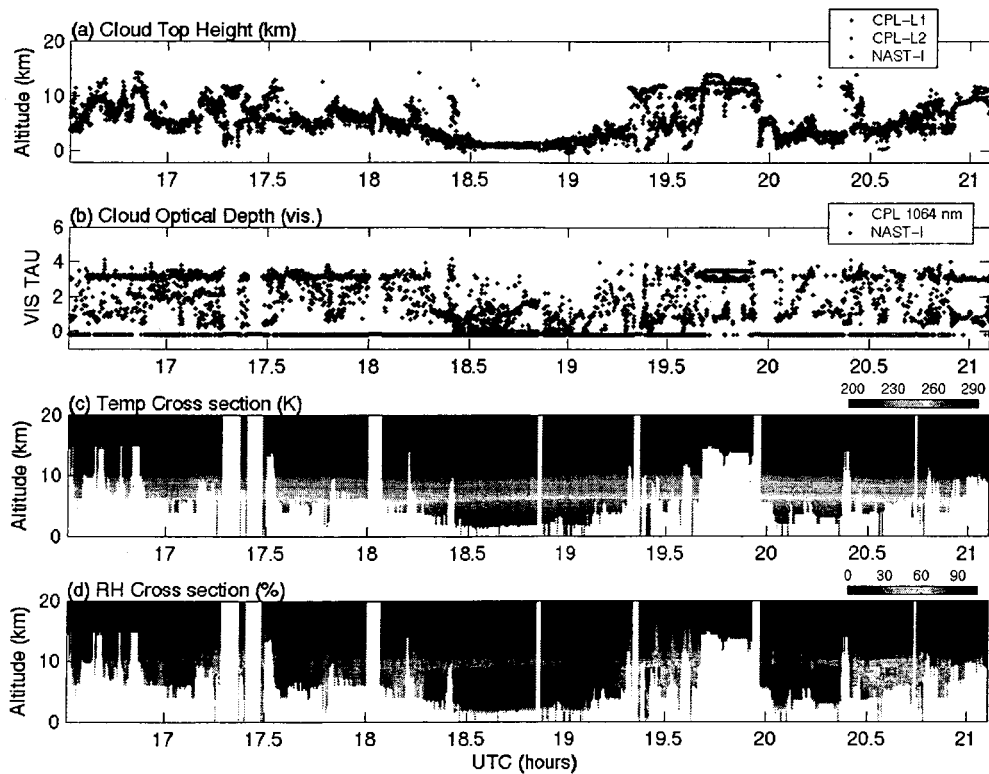 (a) Cloud Top Height (km)
CPL-L1
CPL-L2
NAST-I
Altitude (km)
20
10
0
17 17.5 18 18.5 19 19.5 20 20.5 21
(b) Cloud Optical Depth (vis.)
CPL 1064 nm
NAST-I
VIS TAU
6
4
2
0
17 17.5 18 18.5 19 19.5 20 20.5 21
200 230 260 290
(c) Temp Cross section (K)
Altitude (km)
20
10
0
17 17.5 18 18.5 19 19.5 20 20.5 21
0 30 60 90
(d) RH Cross section (%)
Altitude (km)
20
10
0
17 17.5 18 18.5 19 19.5 20 20.5 21
UTC (hours)